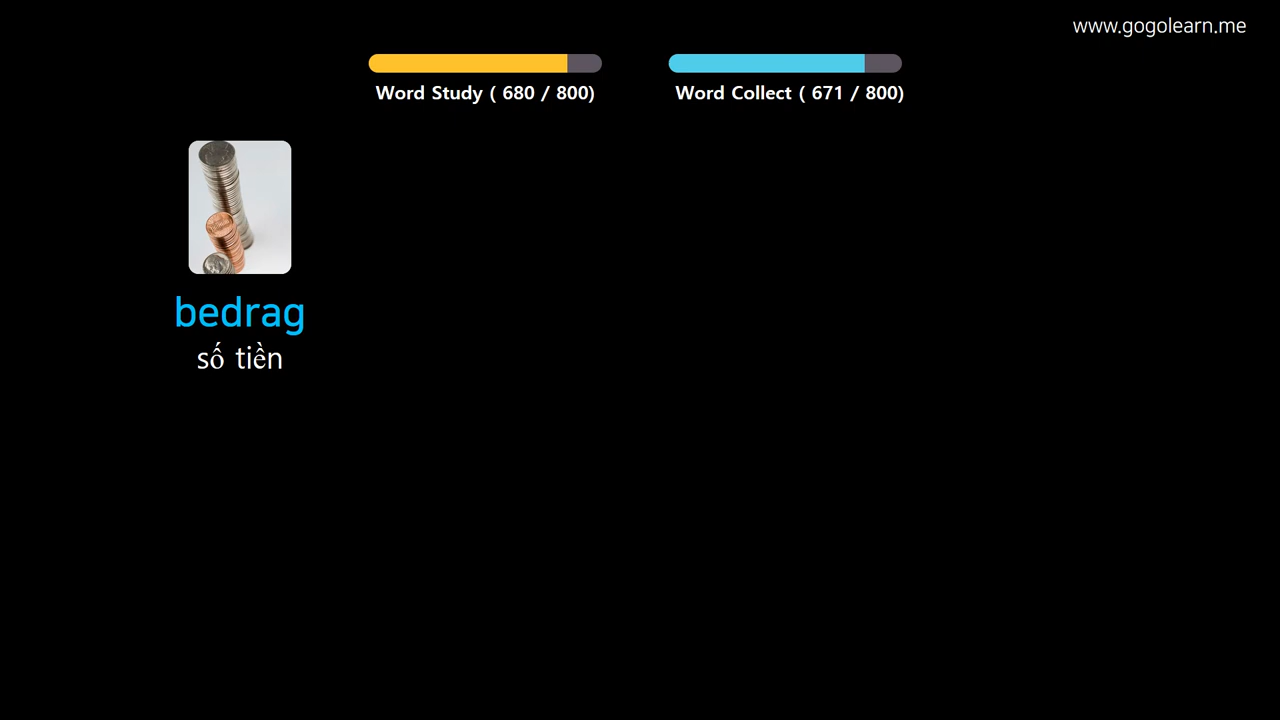 www.gogolearn.me
Word Study ( 680 / 800)
Word Collect ( 671 / 800)
bedrag
số tiền